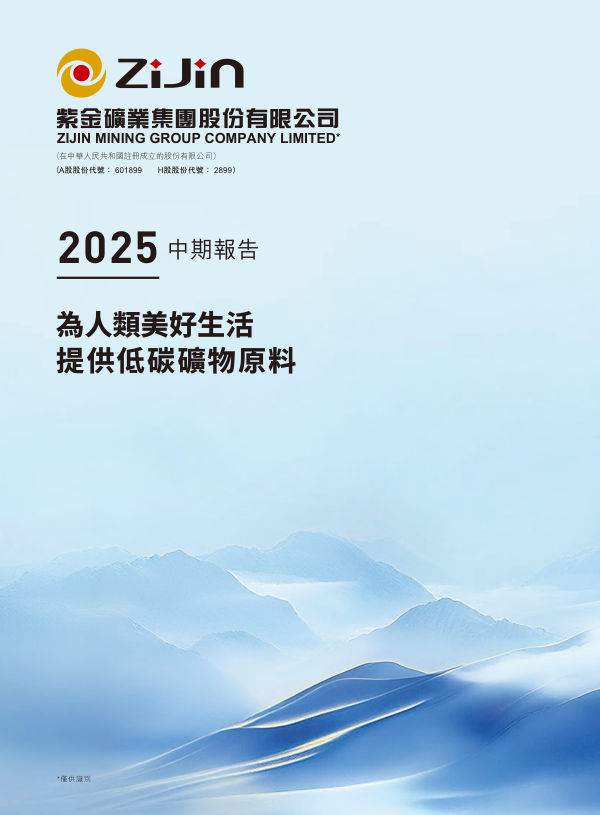 ZiJin
紫金礦業集團股份有限公司
ZIJIN MINING GROUP COMPANY LIMITED*
(在中華人民共和國註冊成立的股份有限公司)
(A股股份代號： 601899 H股股份代號： 2899)
2025 中期報告
為人類美好生活
提供低碳礦物原料
*僅供識別